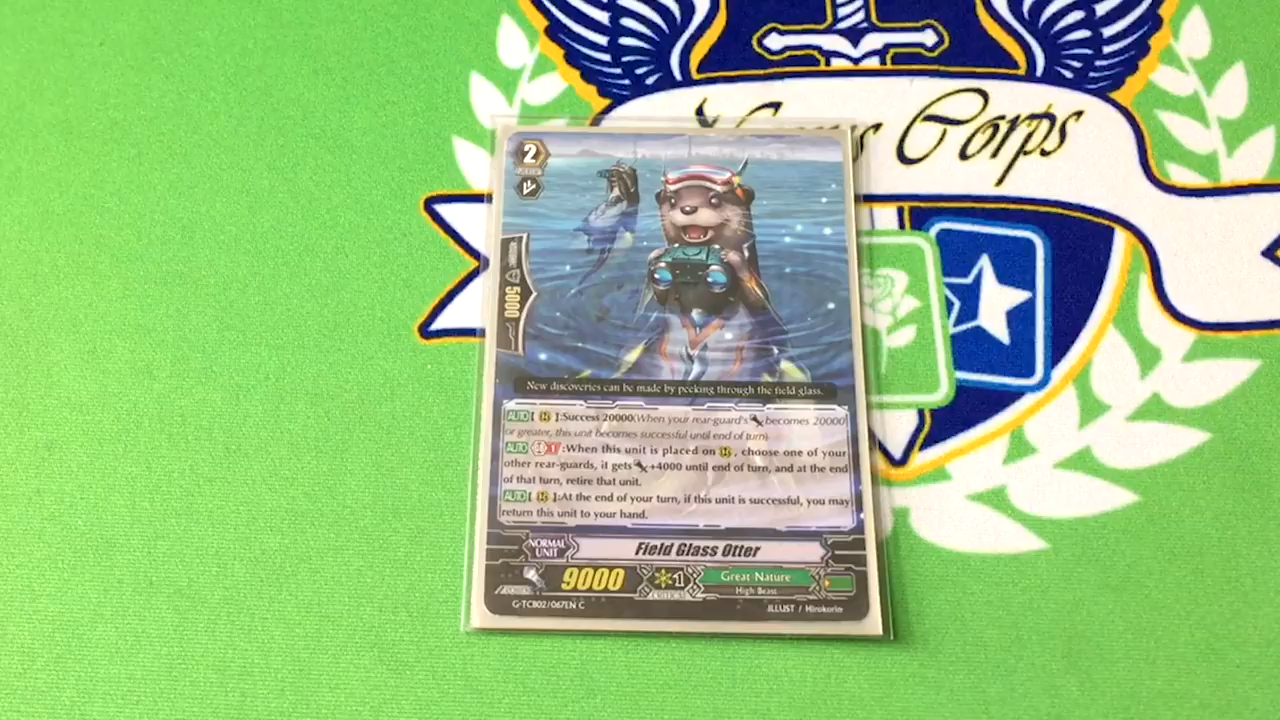 Corps
2
5000
New discoveries can be made by peeking through the field glass.
AUTO [ R ]:Success 20000(When your rear-guard's becomes 20000
or greater, this unit becomes successful until end of turn)
AUTO 1 :When this unit is placed on R, choose one of your
other rear-guards, it gets +4000 until end of turn, and at the end
of that turn, retire that unit.
AUTO [ R ]:At the end of your turn, if this unit is successful, you may
return this unit to your hand.
NORMAL
UNIT
Field Glass Otter
POWER 9000
1
CRITICAL
Great Nature
High Beast
G-TCB02/067EN C
ILLUST / Hirokorin